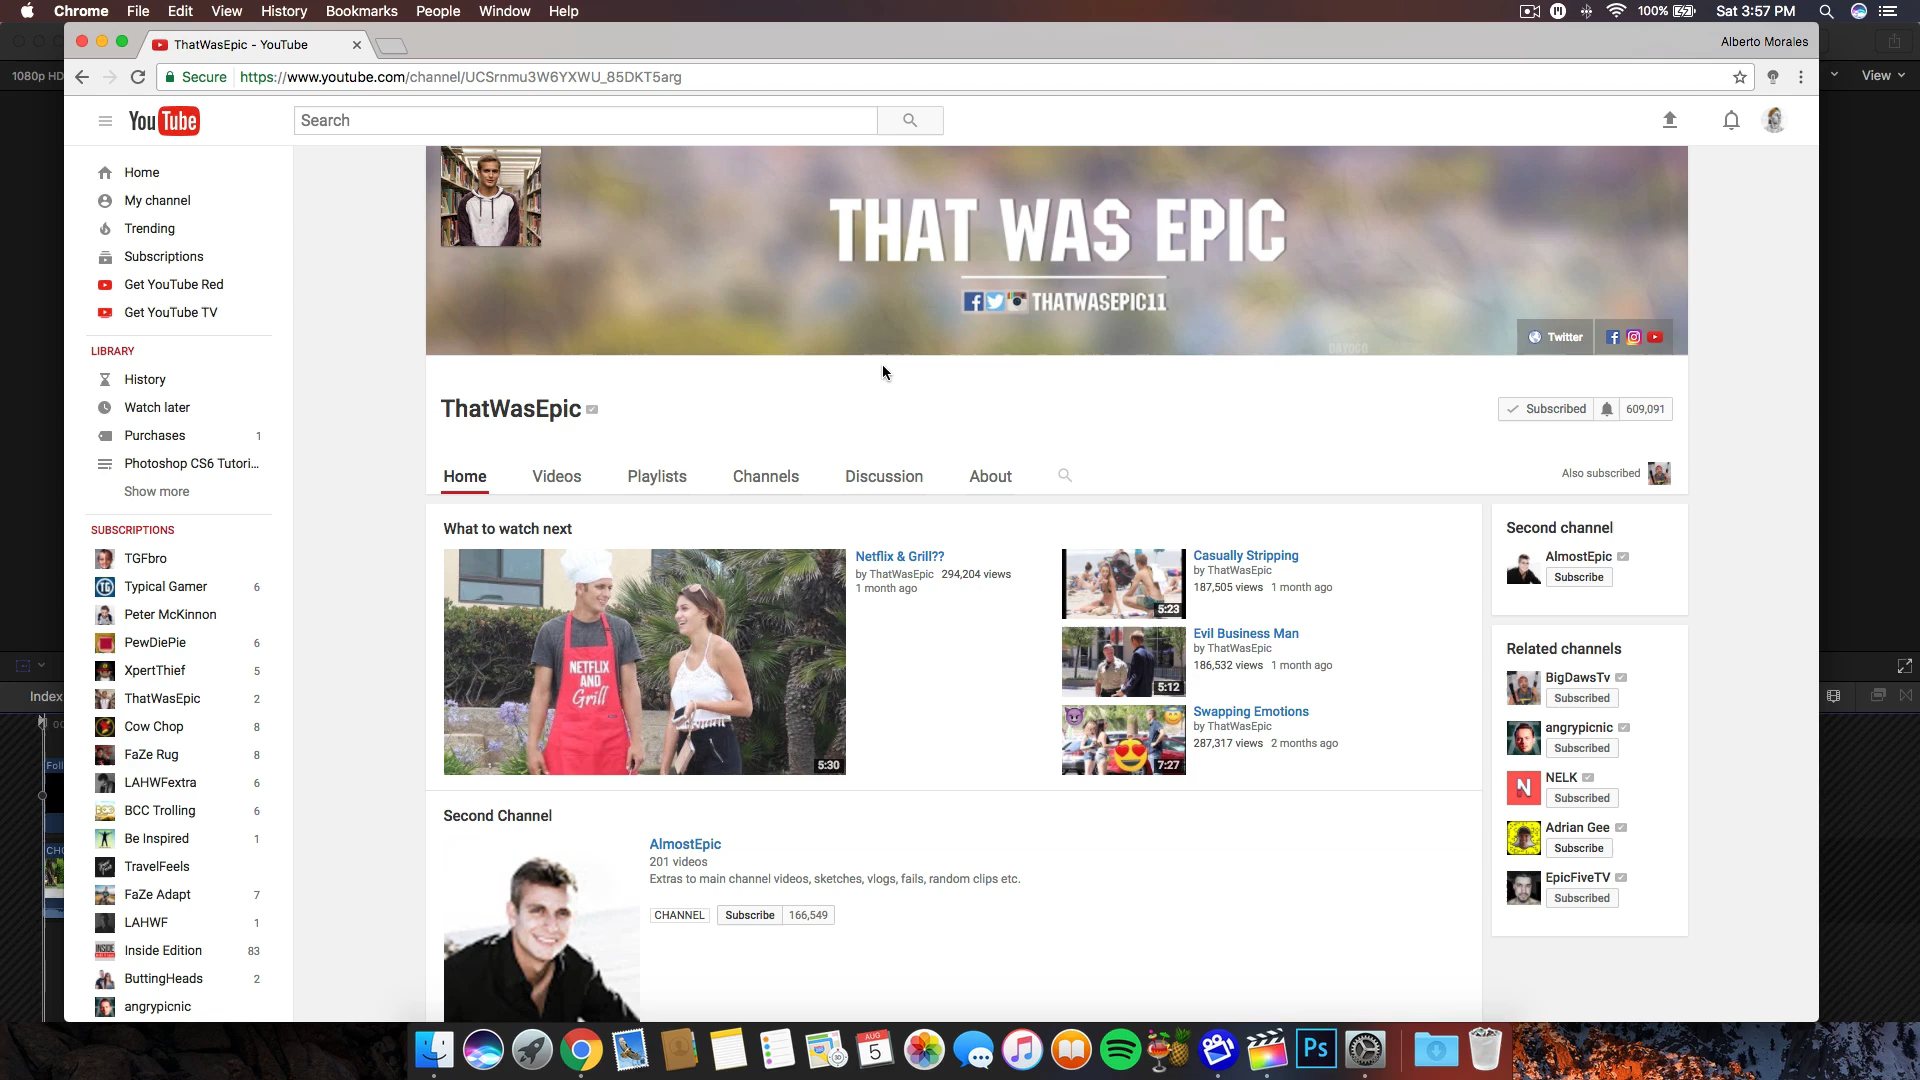 Chrome File Edit View History Bookmarks People Window Help
100% Sat 3:57 PM
ThatWasEpic - YouTube
Alberto Morales
1080p HD
Secure https://www.youtube.com/channel/UCSrnmu3W6YXWU_85DKT5arg
View
YouTube
Search
Home
My channel
Trending
Subscriptions
Get YouTube Red
Get YouTube TV
LIBRARY
History
Watch later
Purchases 1
Photoshop CS6 Tutori...
Show more
SUBSCRIPTIONS
TGFbro
Typical Gamer 6
Peter McKinnon
PewDiePie 6
XpertThief 5
ThatWasEpic 2
Cow Chop 8
FaZe Rug 8
LAHWFextra 6
BCC Trolling 6
Be Inspired 1
TravelFeels
FaZe Adapt 7
LAHWF 1
Inside Edition 83
ButtingHeads 2
angrypicnic
Index
THAT WAS EPIC
THATWASEPIC11
Twitter
ThatWasEpic
Subscribed 609,091
Home Videos Playlists Channels Discussion About
Also subscribed
What to watch next
NETFLIX
AND
Grill
5:30
Netflix & Grill??
by ThatWasEpic 294,204 views
1 month ago
5:23
Casually Stripping
by ThatWasEpic
187,505 views 1 month ago
5:12
Evil Business Man
by ThatWasEpic
186,532 views 1 month ago
7:27
Swapping Emotions
by ThatWasEpic
287,317 views 2 months ago
Second Channel
AlmostEpic
201 videos
Extras to main channel videos, sketches, vlogs, fails, random clips etc.
CHANNEL Subscribe 166,549
Second channel
AlmostEpic
Subscribe
Related channels
BigDawsTv
Subscribed
angrypicnic
Subscribed
N
NELK
Subscribed
Adrian Gee
Subscribe
EpicFiveTV
Subscribed
AUG
5
Ps